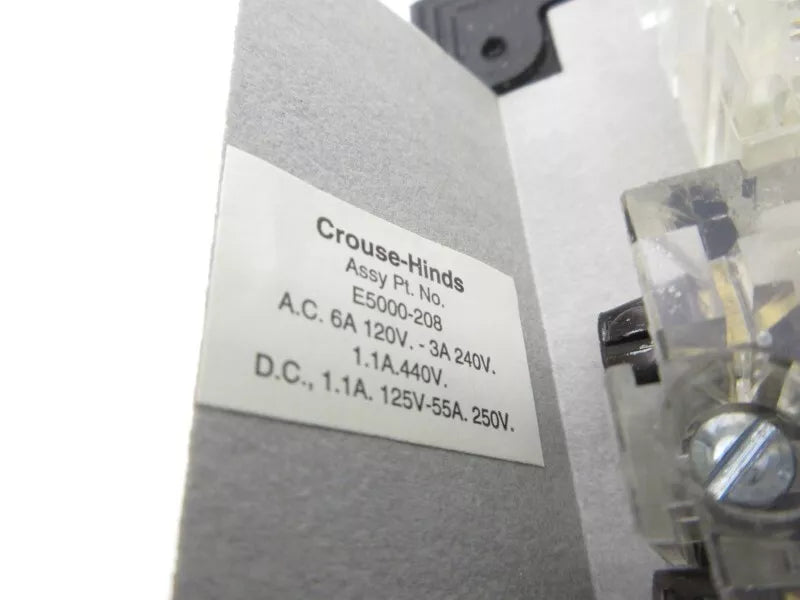 Crouse-Hinds
Assy Pt. No.
E5000-208
A.C. 6A 120V. - 3A 240V.
1.1A.440V.
D.C., 1.1A. 125V-55A. 250V.